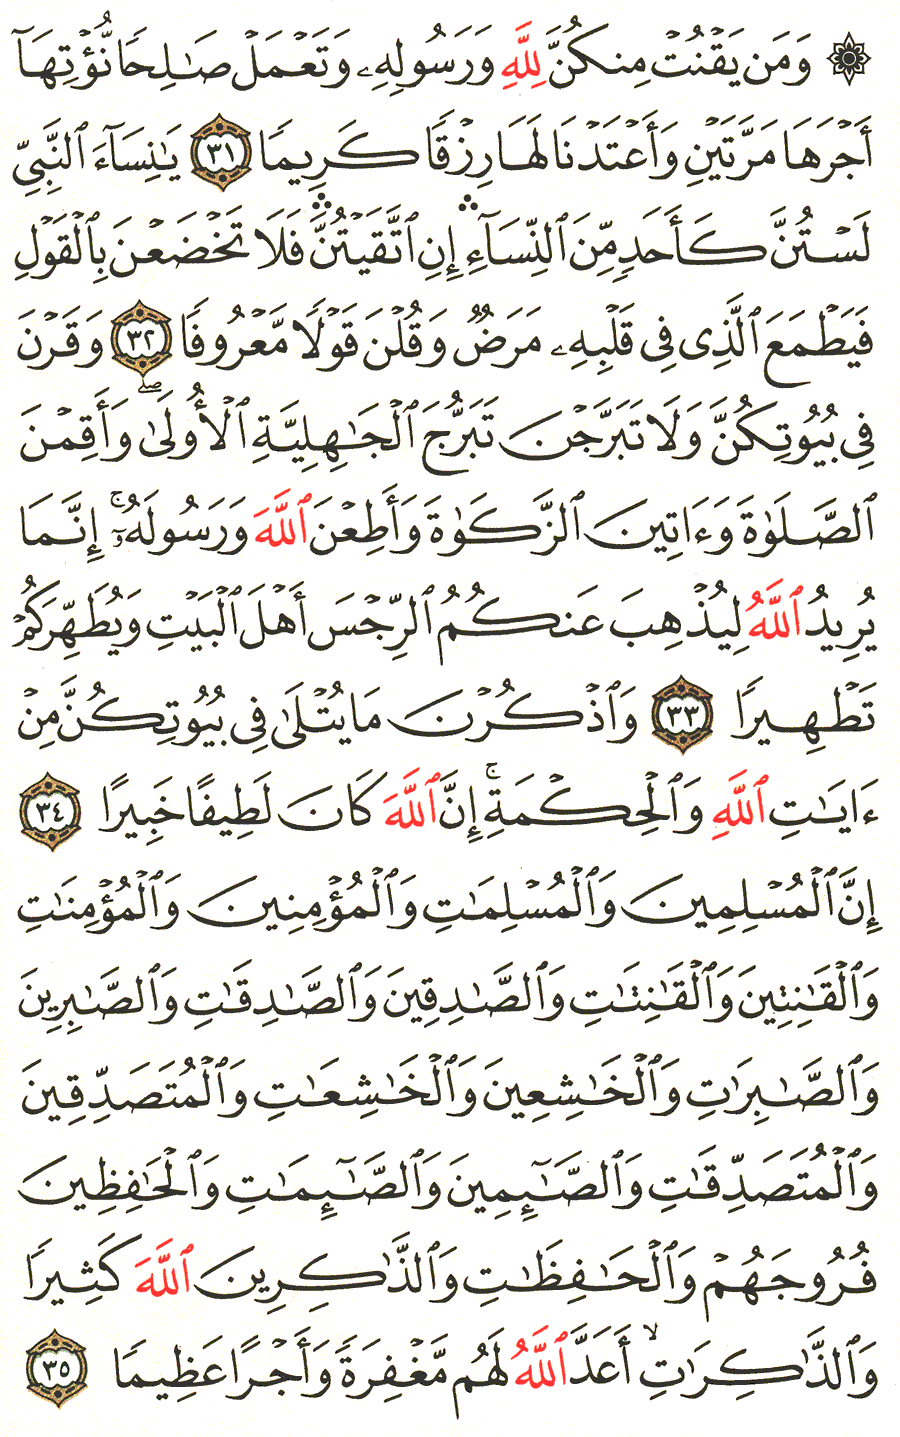 ۞ وَمَن يَقْنُتْ مِنكُنَّ لِلَّهِ وَرَسُولِهِۦ وَتَعْمَلْ صَـٰلِحًا نُّؤْتِهَآ
أَجْرَهَا مَرَّتَيْنِ وَأَعْتَدْنَا لَهَا رِزْقًا كَرِيمًا ٣١ يَـٰنِسَآءَ ٱلنَّبِىِّ
لَسْتُنَّ كَأَحَدٍ مِّنَ ٱلنِّسَآءِ ۛ إِنِ ٱتَّقَيْتُنَّ ۛ فَلَا تَخْضَعْنَ بِٱلْقَوْلِ
فَيَطْمَعَ ٱلَّذِى فِى قَلْبِهِۦ مَرَضٌ وَقُلْنَ قَوْلًا مَّعْرُوفًا ٣٢ وَقَرْنَ
فِى بُيُوتِكُنَّ وَلَا تَبَرَّجْنَ تَبَرُّجَ ٱلْجَـٰهِلِيَّةِ ٱلْأُولَىٰ ۖ وَأَقِمْنَ
ٱلصَّلَوٰةَ وَءَاتِينَ ٱلزَّكَوٰةَ وَأَطِعْنَ ٱللَّهَ وَرَسُولَهُۥٓ ۚ إِنَّمَا
يُرِيدُ ٱللَّهُ لِيُذْهِبَ عَنكُمُ ٱلرِّجْسَ أَهْلَ ٱلْبَيْتِ وَيُطَهِّرَكُمْ
تَطْهِيرًا ٣٣ وَٱذْكُرْنَ مَا يُتْلَىٰ فِى بُيُوتِكُنَّ مِنْ
ءَايَـٰتِ ٱللَّهِ وَٱلْحِكْمَةِ ۚ إِنَّ ٱللَّهَ كَانَ لَطِيفًا خَبِيرًا ٣٤
إِنَّ ٱلْمُسْلِمِينَ وَٱلْمُسْلِمَـٰتِ وَٱلْمُؤْمِنِينَ وَٱلْمُؤْمِنَـٰتِ
وَٱلْقَـٰنِتِينَ وَٱلْقَـٰنِتَـٰتِ وَٱلصَّـٰدِقِينَ وَٱلصَّـٰدِقَـٰتِ وَٱلصَّـٰبِرِينَ
وَٱلصَّـٰبِرَٰتِ وَٱلْخَـٰشِعِينَ وَٱلْخَـٰشِعَـٰتِ وَٱلْمُتَصَدِّقِينَ
وَٱلْمُتَصَدِّقَـٰتِ وَٱلصَّـٰٓئِمِينَ وَٱلصَّـٰٓئِمَـٰتِ وَٱلْحَـٰفِظِينَ
فُرُوجَهُمْ وَٱلْحَـٰفِظَـٰتِ وَٱلذَّٰكِرِينَ ٱللَّهَ كَثِيرًا
وَٱلذَّٰكِرَٰتِ ۙ أَعَدَّ ٱللَّهُ لَهُم مَّغْفِرَةً وَأَجْرًا عَظِيمًا ٣٥